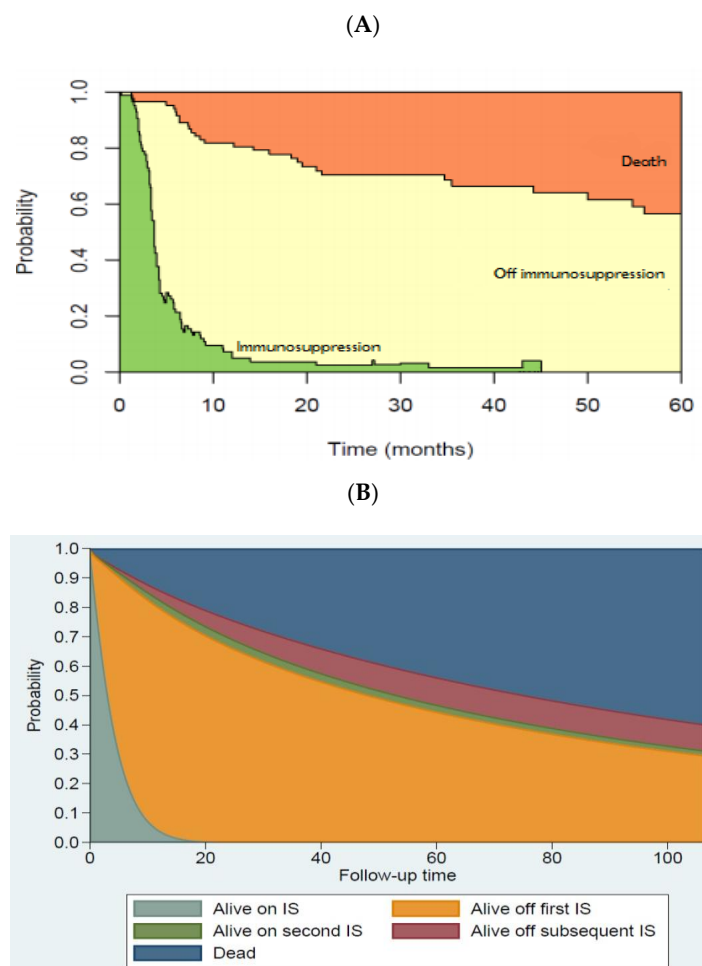 (A)
1.0
0.8
0.6
0.4
0.2
0.0
Probability
Death
Off immunosuppression
Immunosuppression
0 10 20 30 40 50 60
Time (months)
(B)
1.0
0.9
0.8
0.7
0.6
0.5
0.4
0.3
0.2
0.1
0.0
Probability
0 20 40 60 80 100
Follow-up time
Alive on IS Alive off first IS
Alive on second IS Alive off subsequent IS
Dead